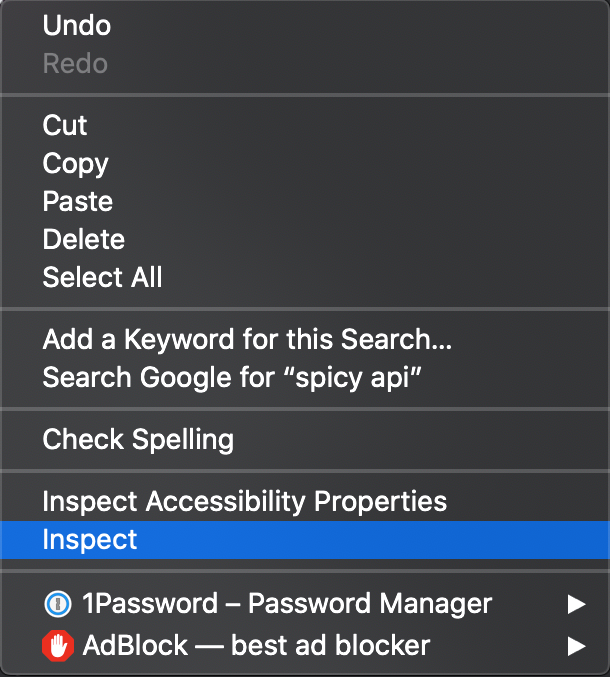 Undo
Redo
Cut
Copy
Paste
Delete
Select All
Add a Keyword for this Search...
Search Google for “spicy api”
Check Spelling
Inspect Accessibility Properties
Inspect
1Password – Password Manager
AdBlock — best ad blocker